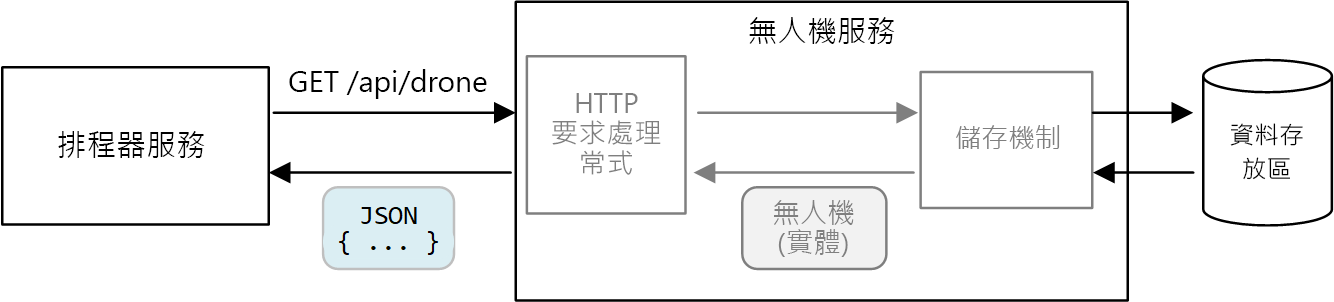 無人機服務
GET /api/drone
排程器服務
HTTP
要求處理
常式
儲存機制
資料存
放區
JSON
{ ... }
無人機
(實體)